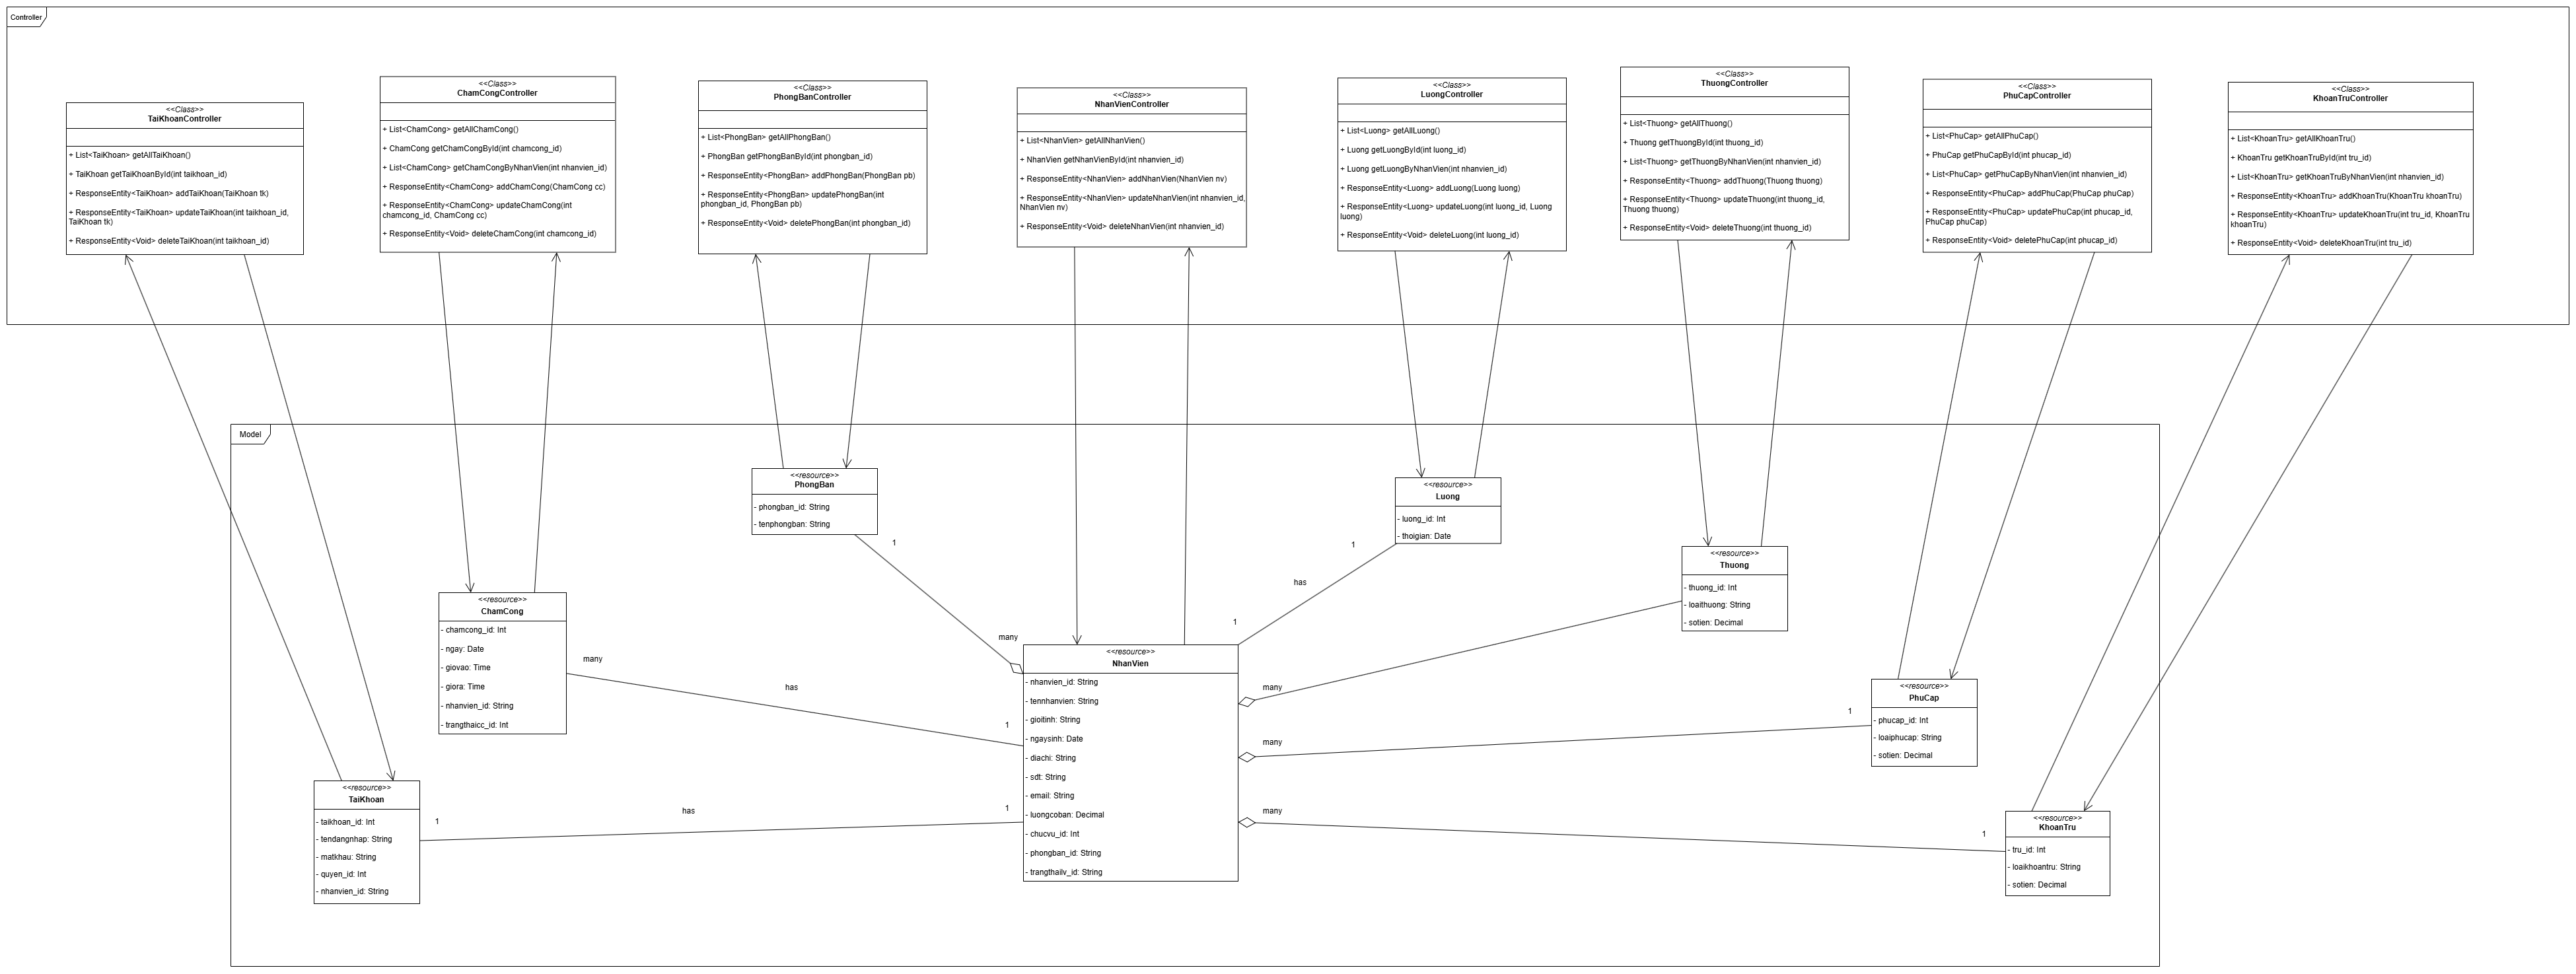 Controller
<<Class>>
TaiKhoanController
+ List<TaiKhoan> getAllTaiKhoan()
+ TaiKhoan getTaiKhoanById(int taikhoan_id)
+ ResponseEntity<TaiKhoan> addTaiKhoan(TaiKhoan tk)
+ ResponseEntity<TaiKhoan> updateTaiKhoan(int taikhoan_id,
TaiKhoan tk)
+ ResponseEntity<Void> deleteTaiKhoan(int taikhoan_id)
<<Class>>
ChamCongController
+ List<ChamCong> getAllChamCong()
+ ChamCong getChamCongById(int chamcong_id)
+ List<ChamCong> getChamCongByNhanVien(int nhanvien_id)
+ ResponseEntity<ChamCong> addChamCong(ChamCong cc)
+ ResponseEntity<ChamCong> updateChamCong(int
chamcong_id, ChamCong cc)
+ ResponseEntity<Void> deleteChamCong(int chamcong_id)
<<Class>>
PhongBanController
+ List<PhongBan> getAllPhongBan()
+ PhongBan getPhongBanById(int phongban_id)
+ ResponseEntity<PhongBan> addPhongBan(PhongBan pb)
+ ResponseEntity<PhongBan> updatePhongBan(int
phongban_id, PhongBan pb)
+ ResponseEntity<Void> deletePhongBan(int phongban_id)
<<Class>>
NhanVienController
+ List<NhanVien> getAllNhanVien()
+ NhanVien getNhanVienById(int nhanvien_id)
+ ResponseEntity<NhanVien> addNhanVien(NhanVien nv)
+ ResponseEntity<NhanVien> updateNhanVien(int nhanvien_id,
NhanVien nv)
+ ResponseEntity<Void> deleteNhanVien(int nhanvien_id)
<<Class>>
LuongController
+ List<Luong> getAllLuong()
+ Luong getLuongById(int luong_id)
+ Luong getLuongByNhanVien(int nhanvien_id)
+ ResponseEntity<Luong> addLuong(Luong luong)
+ ResponseEntity<Luong> updateLuong(int luong_id, Luong
luong)
+ ResponseEntity<Void> deleteLuong(int luong_id)
<<Class>>
ThuongController
+ List<Thuong> getAllThuong()
+ Thuong getThuongById(int thuong_id)
+ List<Thuong> getThuongByNhanVien(int nhanvien_id)
+ ResponseEntity<Thuong> addThuong(Thuong thuong)
+ ResponseEntity<Thuong> updateThuong(int thuong_id,
Thuong thuong)
+ ResponseEntity<Void> deleteThuong(int thuong_id)
<<Class>>
PhuCapController
+ List<PhuCap> getAllPhuCap()
+ PhuCap getPhuCapById(int phucap_id)
+ List<PhuCap> getPhuCapByNhanVien(int nhanvien_id)
+ ResponseEntity<PhuCap> addPhuCap(PhuCap phuCap)
+ ResponseEntity<PhuCap> updatePhuCap(int phucap_id,
PhuCap phuCap)
+ ResponseEntity<Void> deletePhuCap(int phucap_id)
<<Class>>
KhoanTruController
+ List<KhoanTru> getAllKhoanTru()
+ KhoanTru getKhoanTruById(int tru_id)
+ List<KhoanTru> getKhoanTruByNhanVien(int nhanvien_id)
+ ResponseEntity<KhoanTru> addKhoanTru(KhoanTru khoanTru)
+ ResponseEntity<KhoanTru> updateKhoanTru(int tru_id, KhoanTru
khoanTru)
+ ResponseEntity<Void> deleteKhoanTru(int tru_id)
Model
<<resource>>
PhongBan
- phongban_id: String
- tenphongban: String
1
many
<<resource>>
Luong
- luong_id: Int
- thoigian: Date
1
has
1
<<resource>>
Thuong
- thuong_id: Int
- loaithuong: String
- sotien: Decimal
many
<<resource>>
ChamCong
- chamcong_id: Int
- ngay: Date
- giovao: Time
- giora: Time
- nhanvien_id: String
- trangthaicc_id: Int
many
has
1
<<resource>>
NhanVien
- nhanvien_id: String
- tennhanvien: String
- gioitinh: String
- ngaysinh: Date
- diachi: String
- sdt: String
- email: String
- luongcoban: Decimal
- chucvu_id: Int
- phongban_id: String
- trangthailv_id: String
<<resource>>
PhuCap
- phucap_id: Int
- loaiphucap: String
- sotien: Decimal
1
many
<<resource>>
TaiKhoan
- taikhoan_id: Int
- tendangnhap: String
- matkhau: String
- quyen_id: Int
- nhanvien_id: String
1
has
1
many
1
<<resource>>
KhoanTru
- tru_id: Int
- loaikhoantru: String
- sotien: Decimal